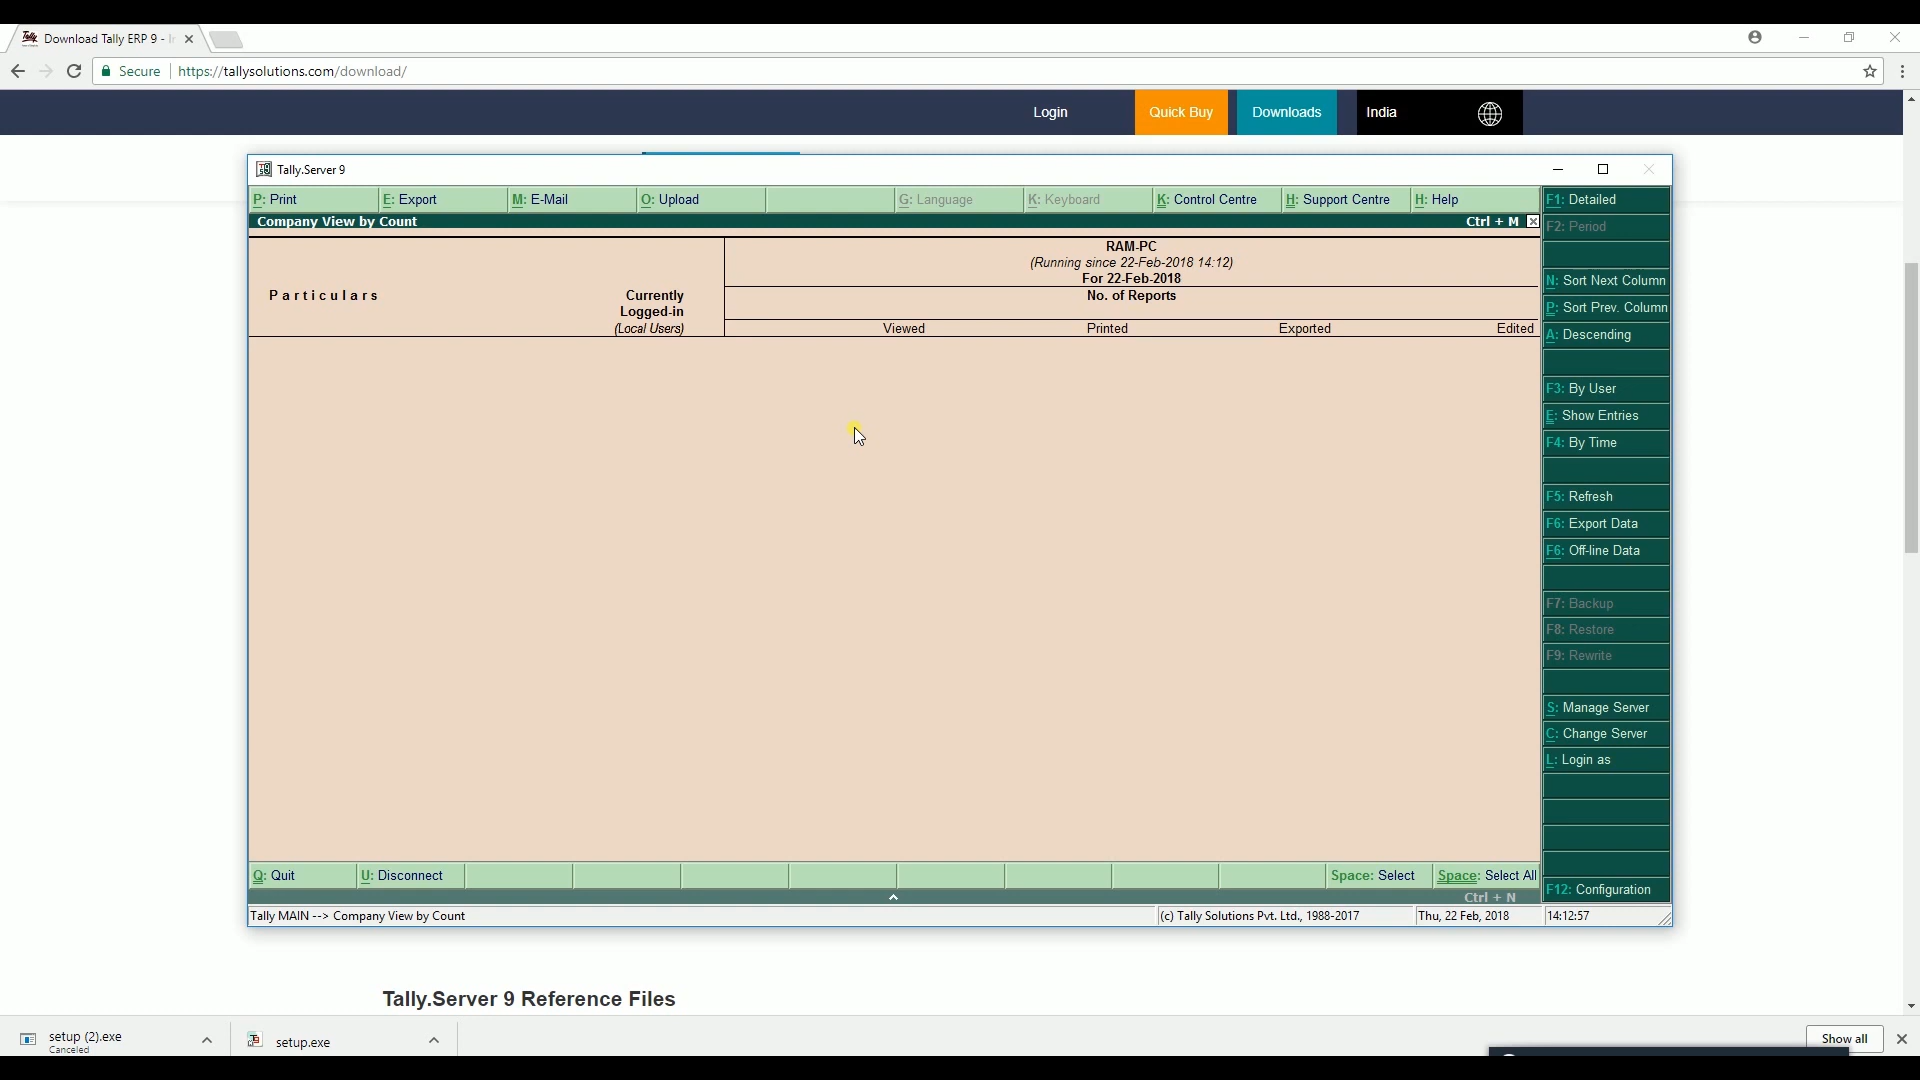 Download Tally ERP 9 -
Secure
https://tallysolutions.com/download/
Login
Quick Buy
Downloads
India
Tally.Server 9
P: Print
E: Export
M: E-Mail
O: Upload
G: Language
K: Keyboard
K: Control Centre
H: Support Centre
H: Help
Company View by Count
Ctrl + M
RAM-PC
(Running since 22-Feb-2018 14:12)
For 22-Feb-2018
Particulars
Currently
Logged-in
(Local Users)
No. of Reports
Viewed
Printed
Exported
Edited
F1: Detailed
F2: Period
N: Sort Next Column
P: Sort Prev. Column
A: Descending
F3: By User
E: Show Entries
F4: By Time
F5: Refresh
F6: Export Data
F6: Off-line Data
F7: Backup
F8: Restore
F9: Rewrite
S: Manage Server
C: Change Server
L: Login as
F12: Configuration
Q: Quit
U: Disconnect
Space: Select
Space: Select All
Ctrl + N
Tally MAIN --> Company View by Count
(c) Tally Solutions Pvt. Ltd., 1988-2017
Thu, 22 Feb, 2018
14:12:57
Tally.Server 9 Reference Files
setup (2).exe
Canceled
setup.exe
Show all